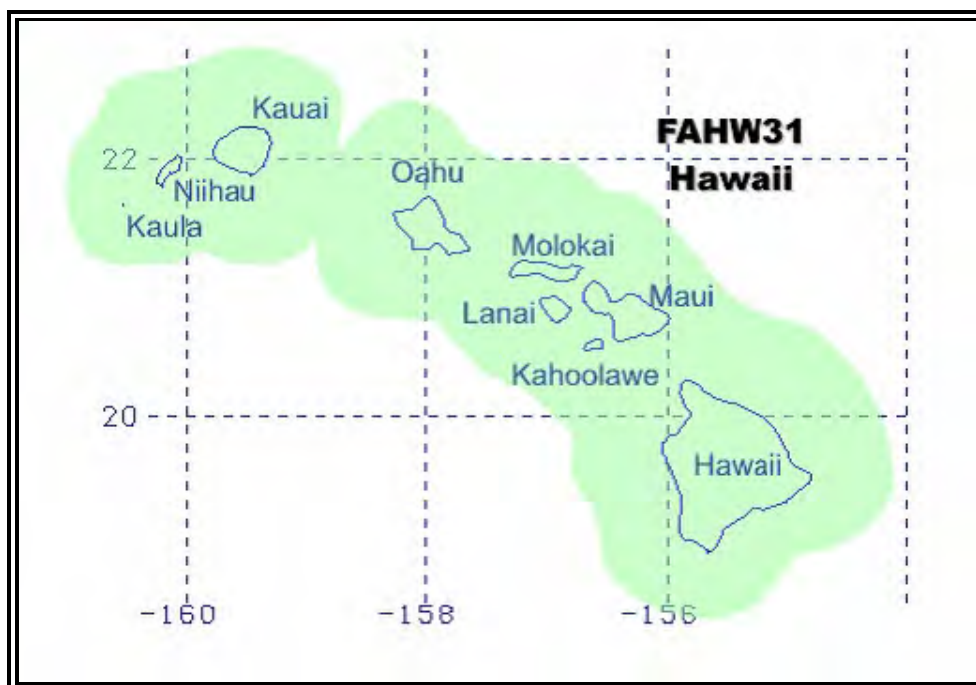 Kauai
FAHW31
22
Hawaii
Oahu
Niihau
Kaula
Molokai
Maui
Lanai
Kahoolawe
20
Hawaii
-160
-158
-156